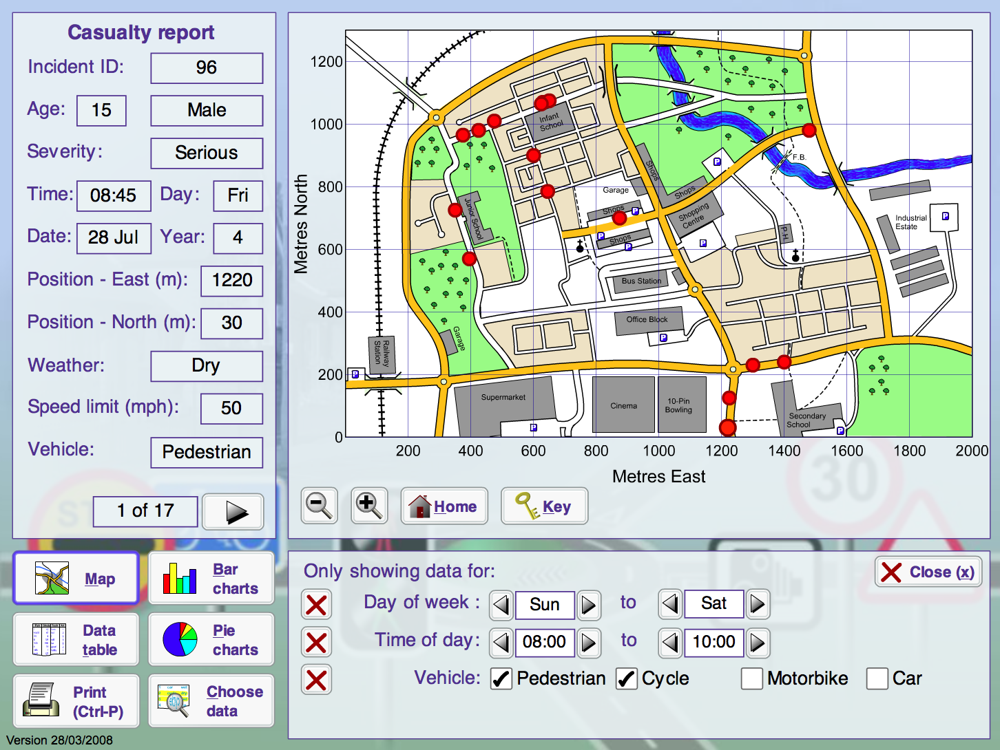 Casualty report
Incident ID: 96
Age: 15 Male
Severity: Serious
Time: 08:45 Day: Fri
Date: 28 Jul Year: 4
Position - East (m): 1220
Position - North (m): 30
Weather: Dry
Speed limit (mph): 50
Vehicle: Pedestrian
1 of 17
Metres North
1200
1000
800
600
400
200
0
200 400 600 800 1000 1200 1400 1600 1800 2000
Metres East
Infant
School
F.B.
Shops
Garage
Shops
Shops
Shopping
Centre
Shops
Junior School
P.H.
Industrial
Estate
Bus Station
Office Block
Garage
Railway
Station
Supermarket
Cinema
10-Pin
Bowling
Secondary
School
P
P
P
P
P
P
P
P
P
P
Home
Key
30
ST
Map
Bar
charts
Data
table
Pie
charts
Print
(Ctrl-P)
Choose
data
Version 28/03/2008
Only showing data for:
Close (x)
Day of week : Sun to Sat
Time of day: 08:00 to 10:00
Vehicle: Pedestrian Cycle Motorbike Car